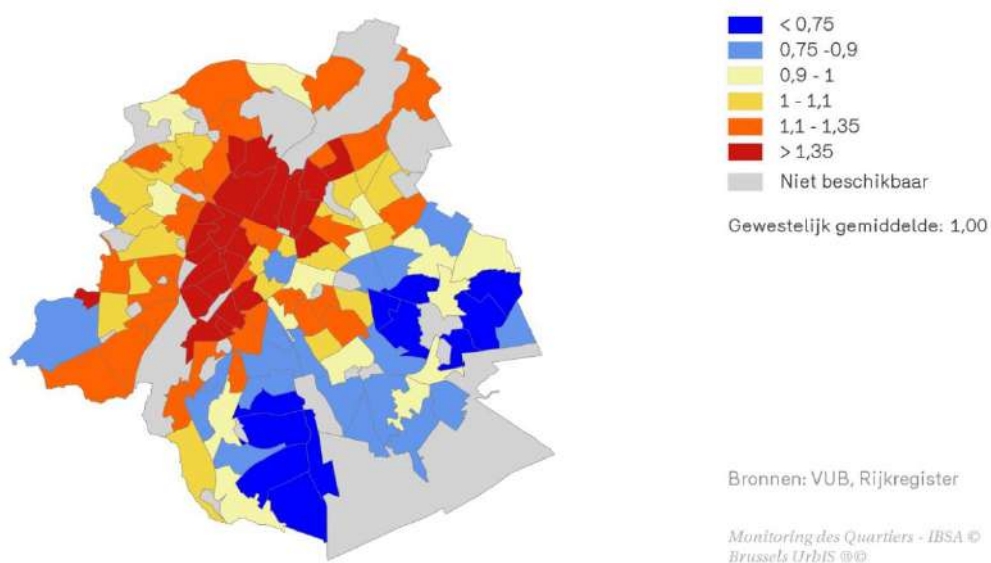 < 0,75
0,75 -0,9
0,9 - 1
1 - 1,1
1,1 - 1,35
> 1,35
Niet beschikbaar
Gewestelijk gemiddelde: 1,00
Bronnen: VUB, Rijkregister
Monitoring des Quartiers - IBSA ©
Brussels UrbIS ®©